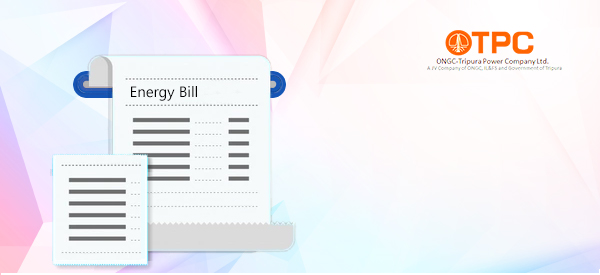 OTPC
ONGC-Tripura Power Company Ltd.
A JV Company of ONGC, IL&FS and Government of Tripura
Energy Bill